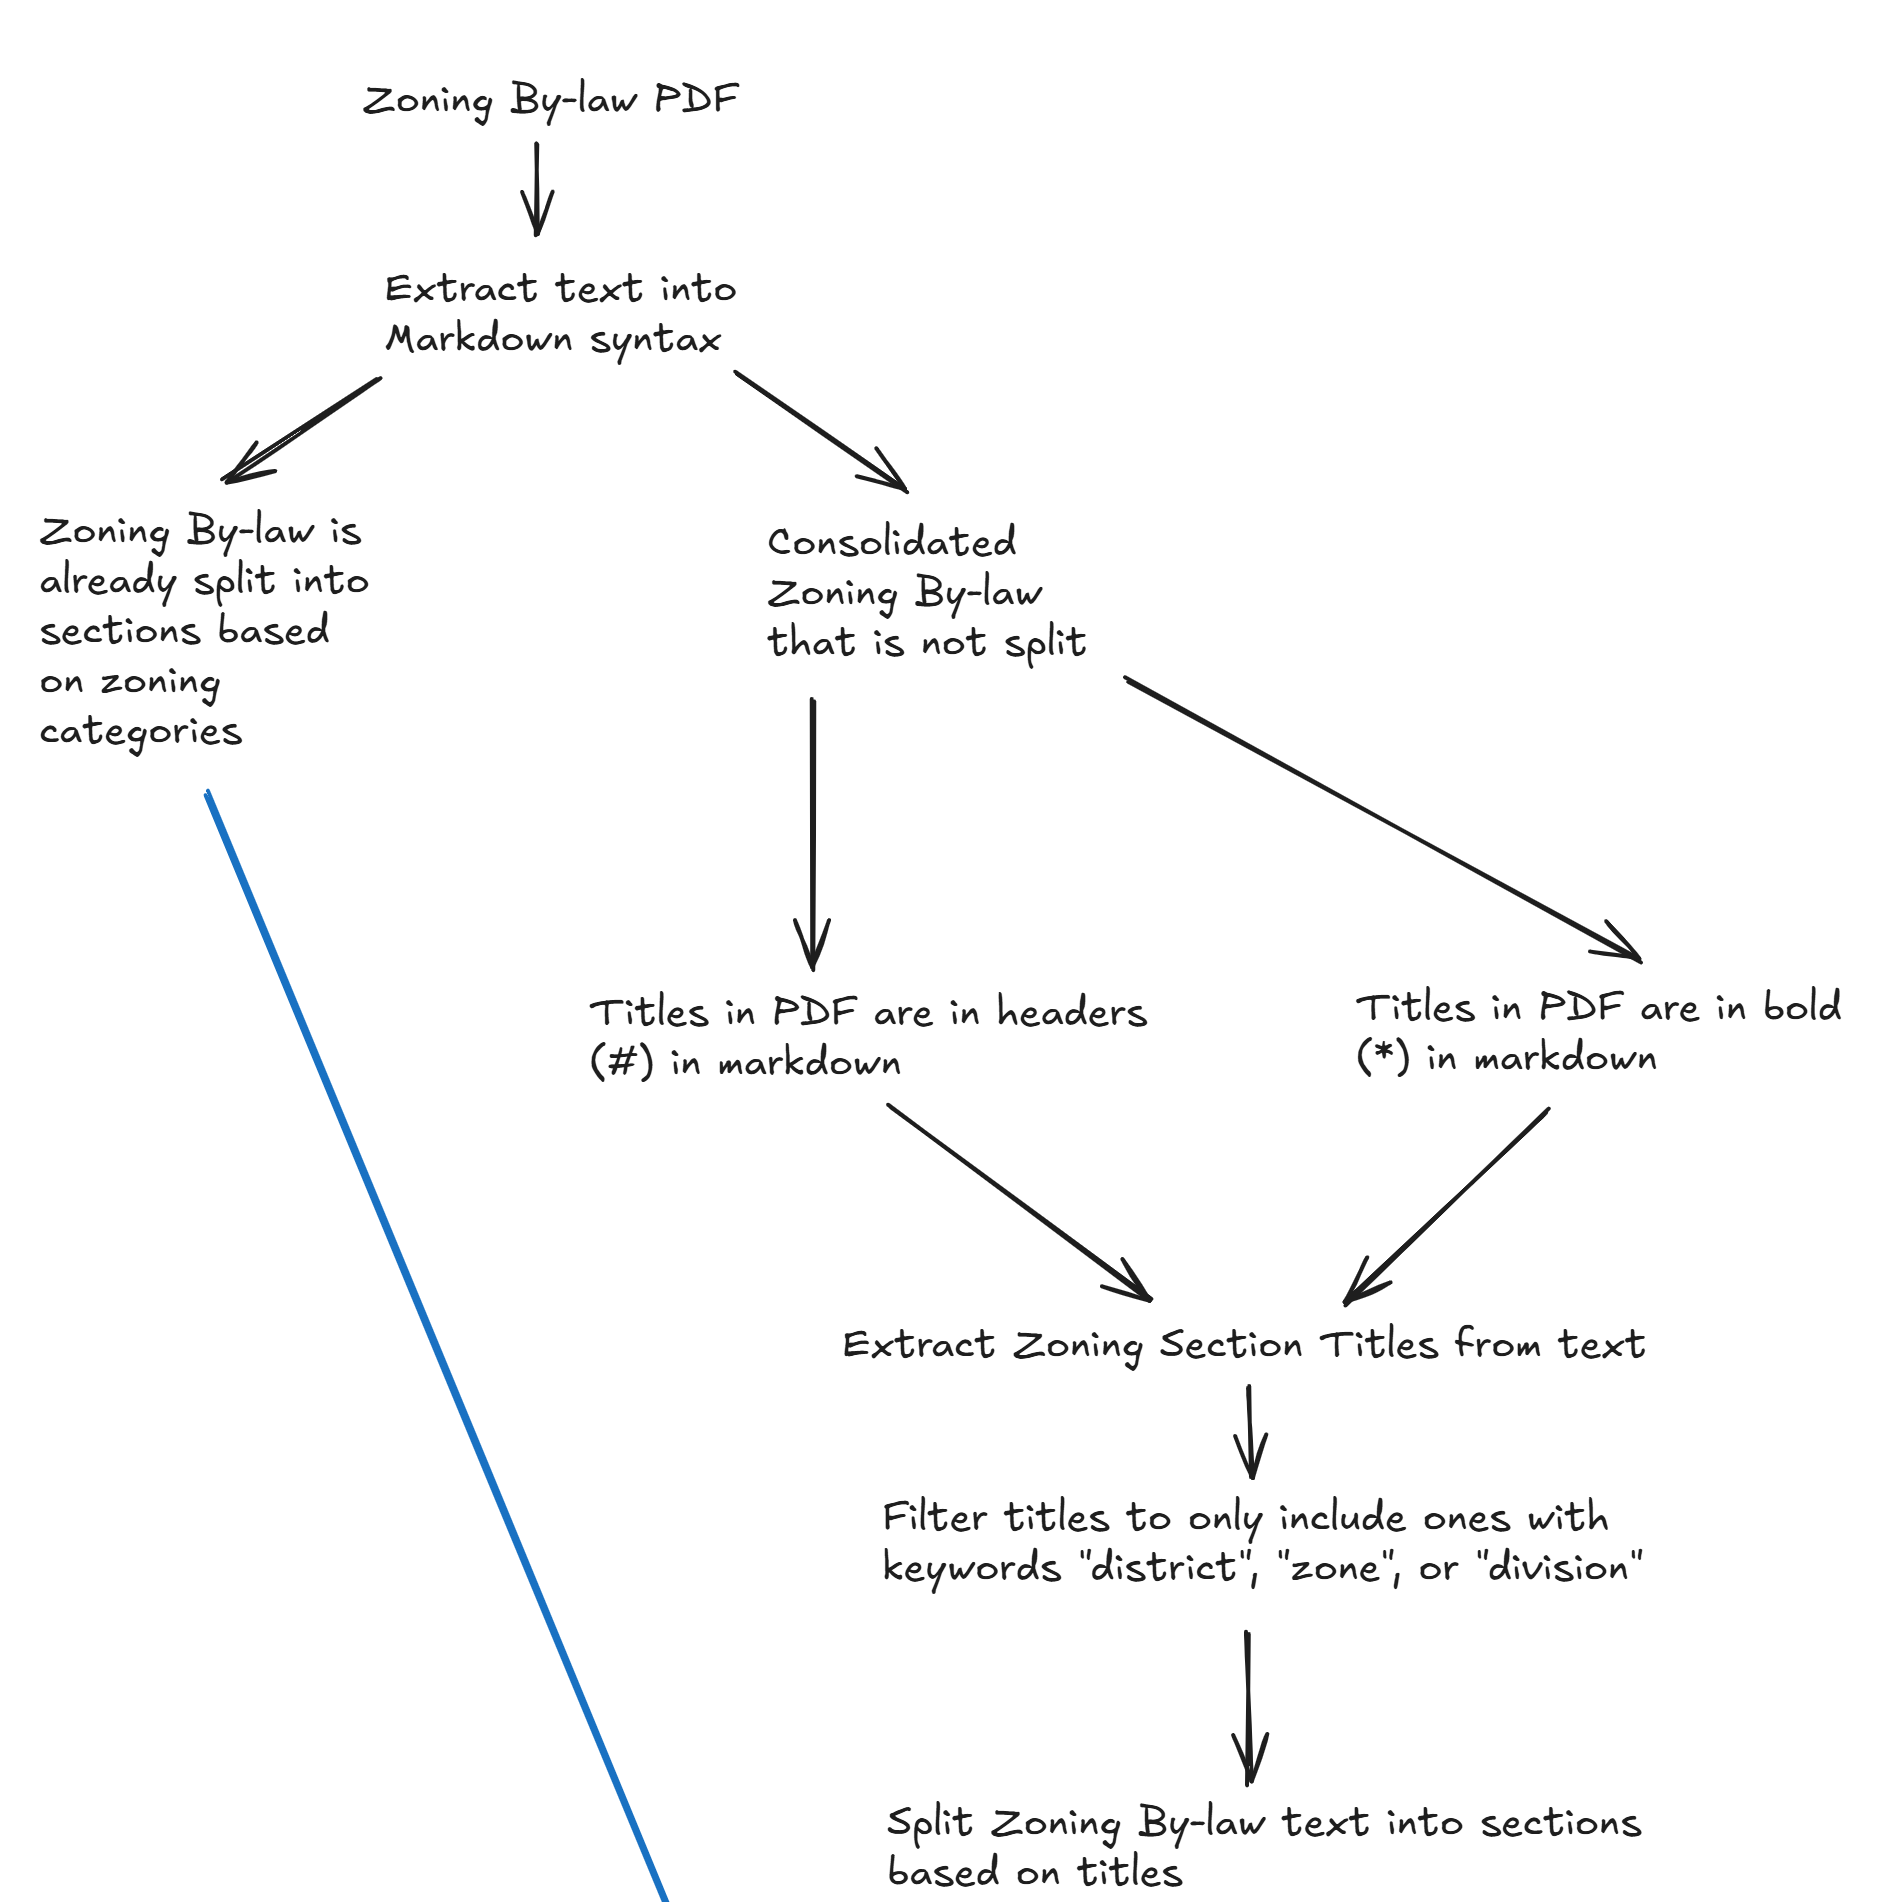 Zoning By-law PDF
Extract text into
Markdown syntax
Zoning By-law is
already split into
sections based
on zoning
categories
Consolidated
Zoning By-law
that is not split
Titles in PDF are in headers
(#) in markdown
Titles in PDF are in bold
(*) in markdown
Extract Zoning Section Titles from text
Filter titles to only include ones with
keywords "district", "zone", or "division"
Split Zoning By-law text into sections
based on titles